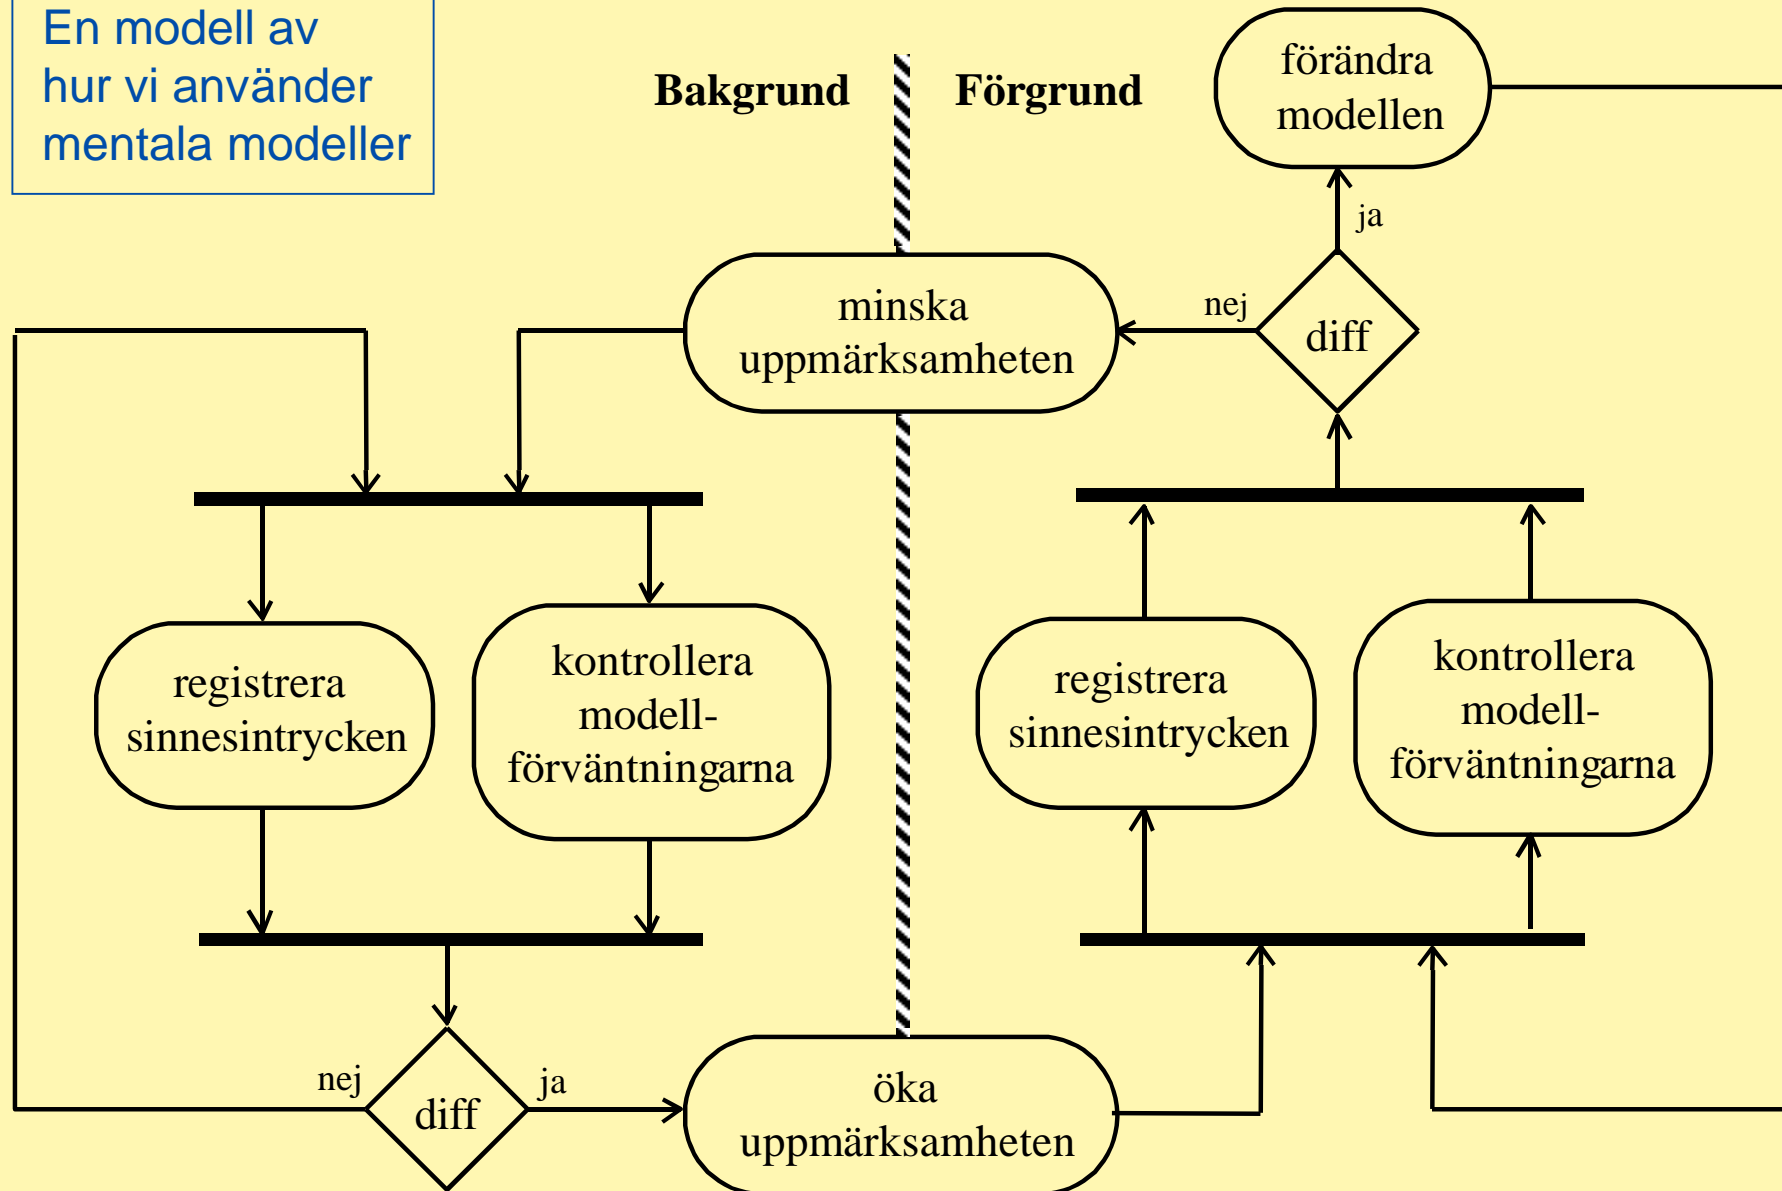 En modell av
hur vi använder
mentala modeller
Bakgrund
Förgrund
förändra
modellen
ja
minska
uppmärksamheten
nej
diff
registrera
sinnesintrycken
kontrollera
modell-
förväntningarna
registrera
sinnesintrycken
kontrollera
modell-
förväntningarna
nej
diff
ja
öka
uppmärksamheten